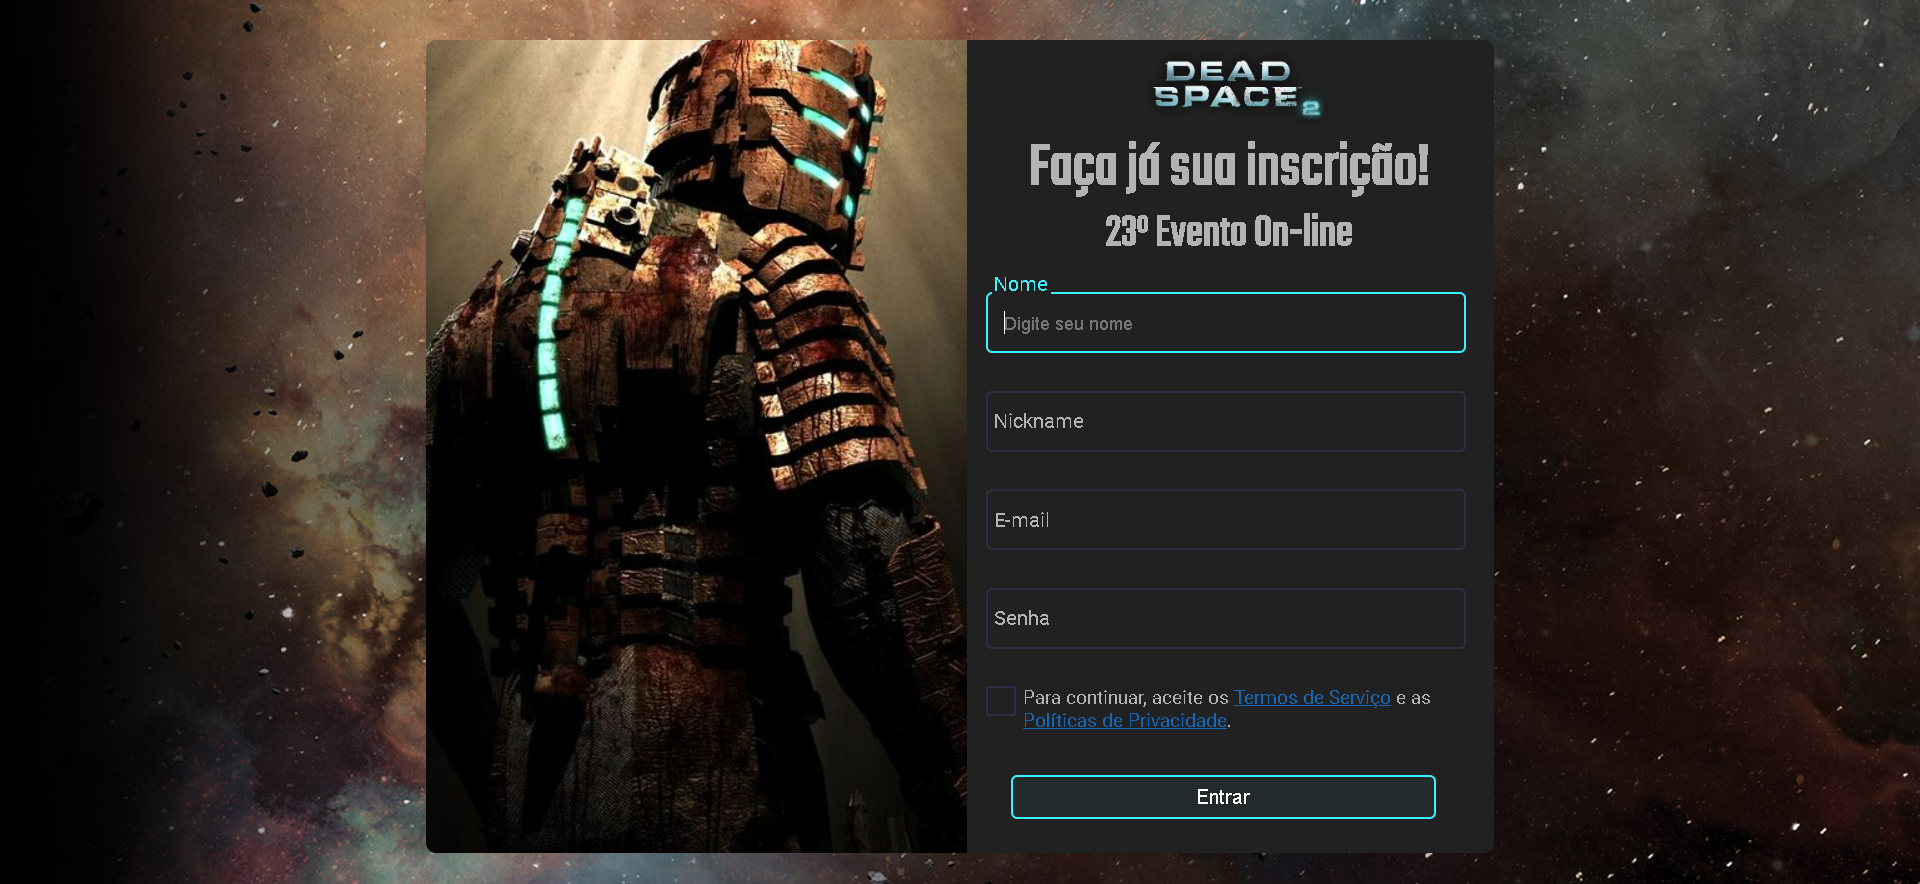 DEAD
SPACE 2
Faça já sua inscrição!
23º Evento On-line
Nome
Digite seu nome
Nickname
E-mail
Senha
Para continuar, aceite os Termos de Serviço e as
Políticas de Privacidade.
Entrar